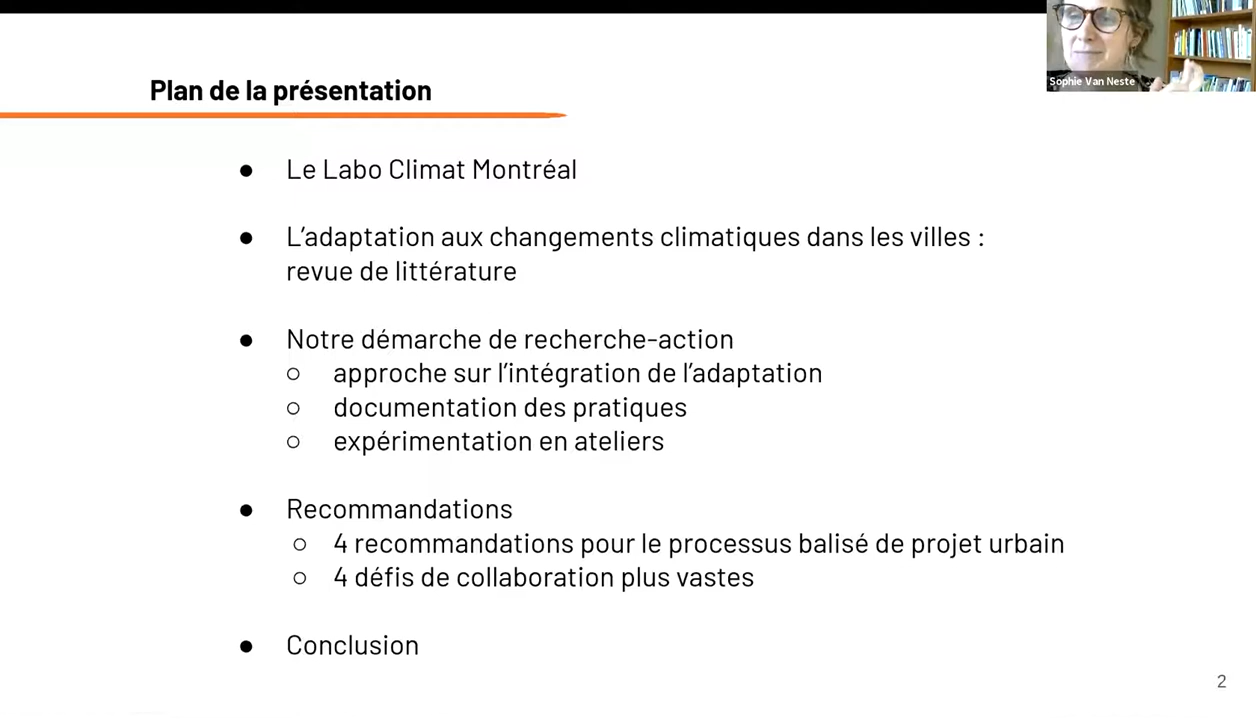 Plan de la présentation
Sophie Van Neste
● Le Labo Climat Montréal
● L'adaptation aux changements climatiques dans les villes :
revue de littérature
● Notre démarche de recherche-action
○ approche sur l'intégration de l'adaptation
○ documentation des pratiques
○ expérimentation en ateliers
● Recommandations
○ 4 recommandations pour le processus balisé de projet urbain
○ 4 défis de collaboration plus vastes
● Conclusion
2